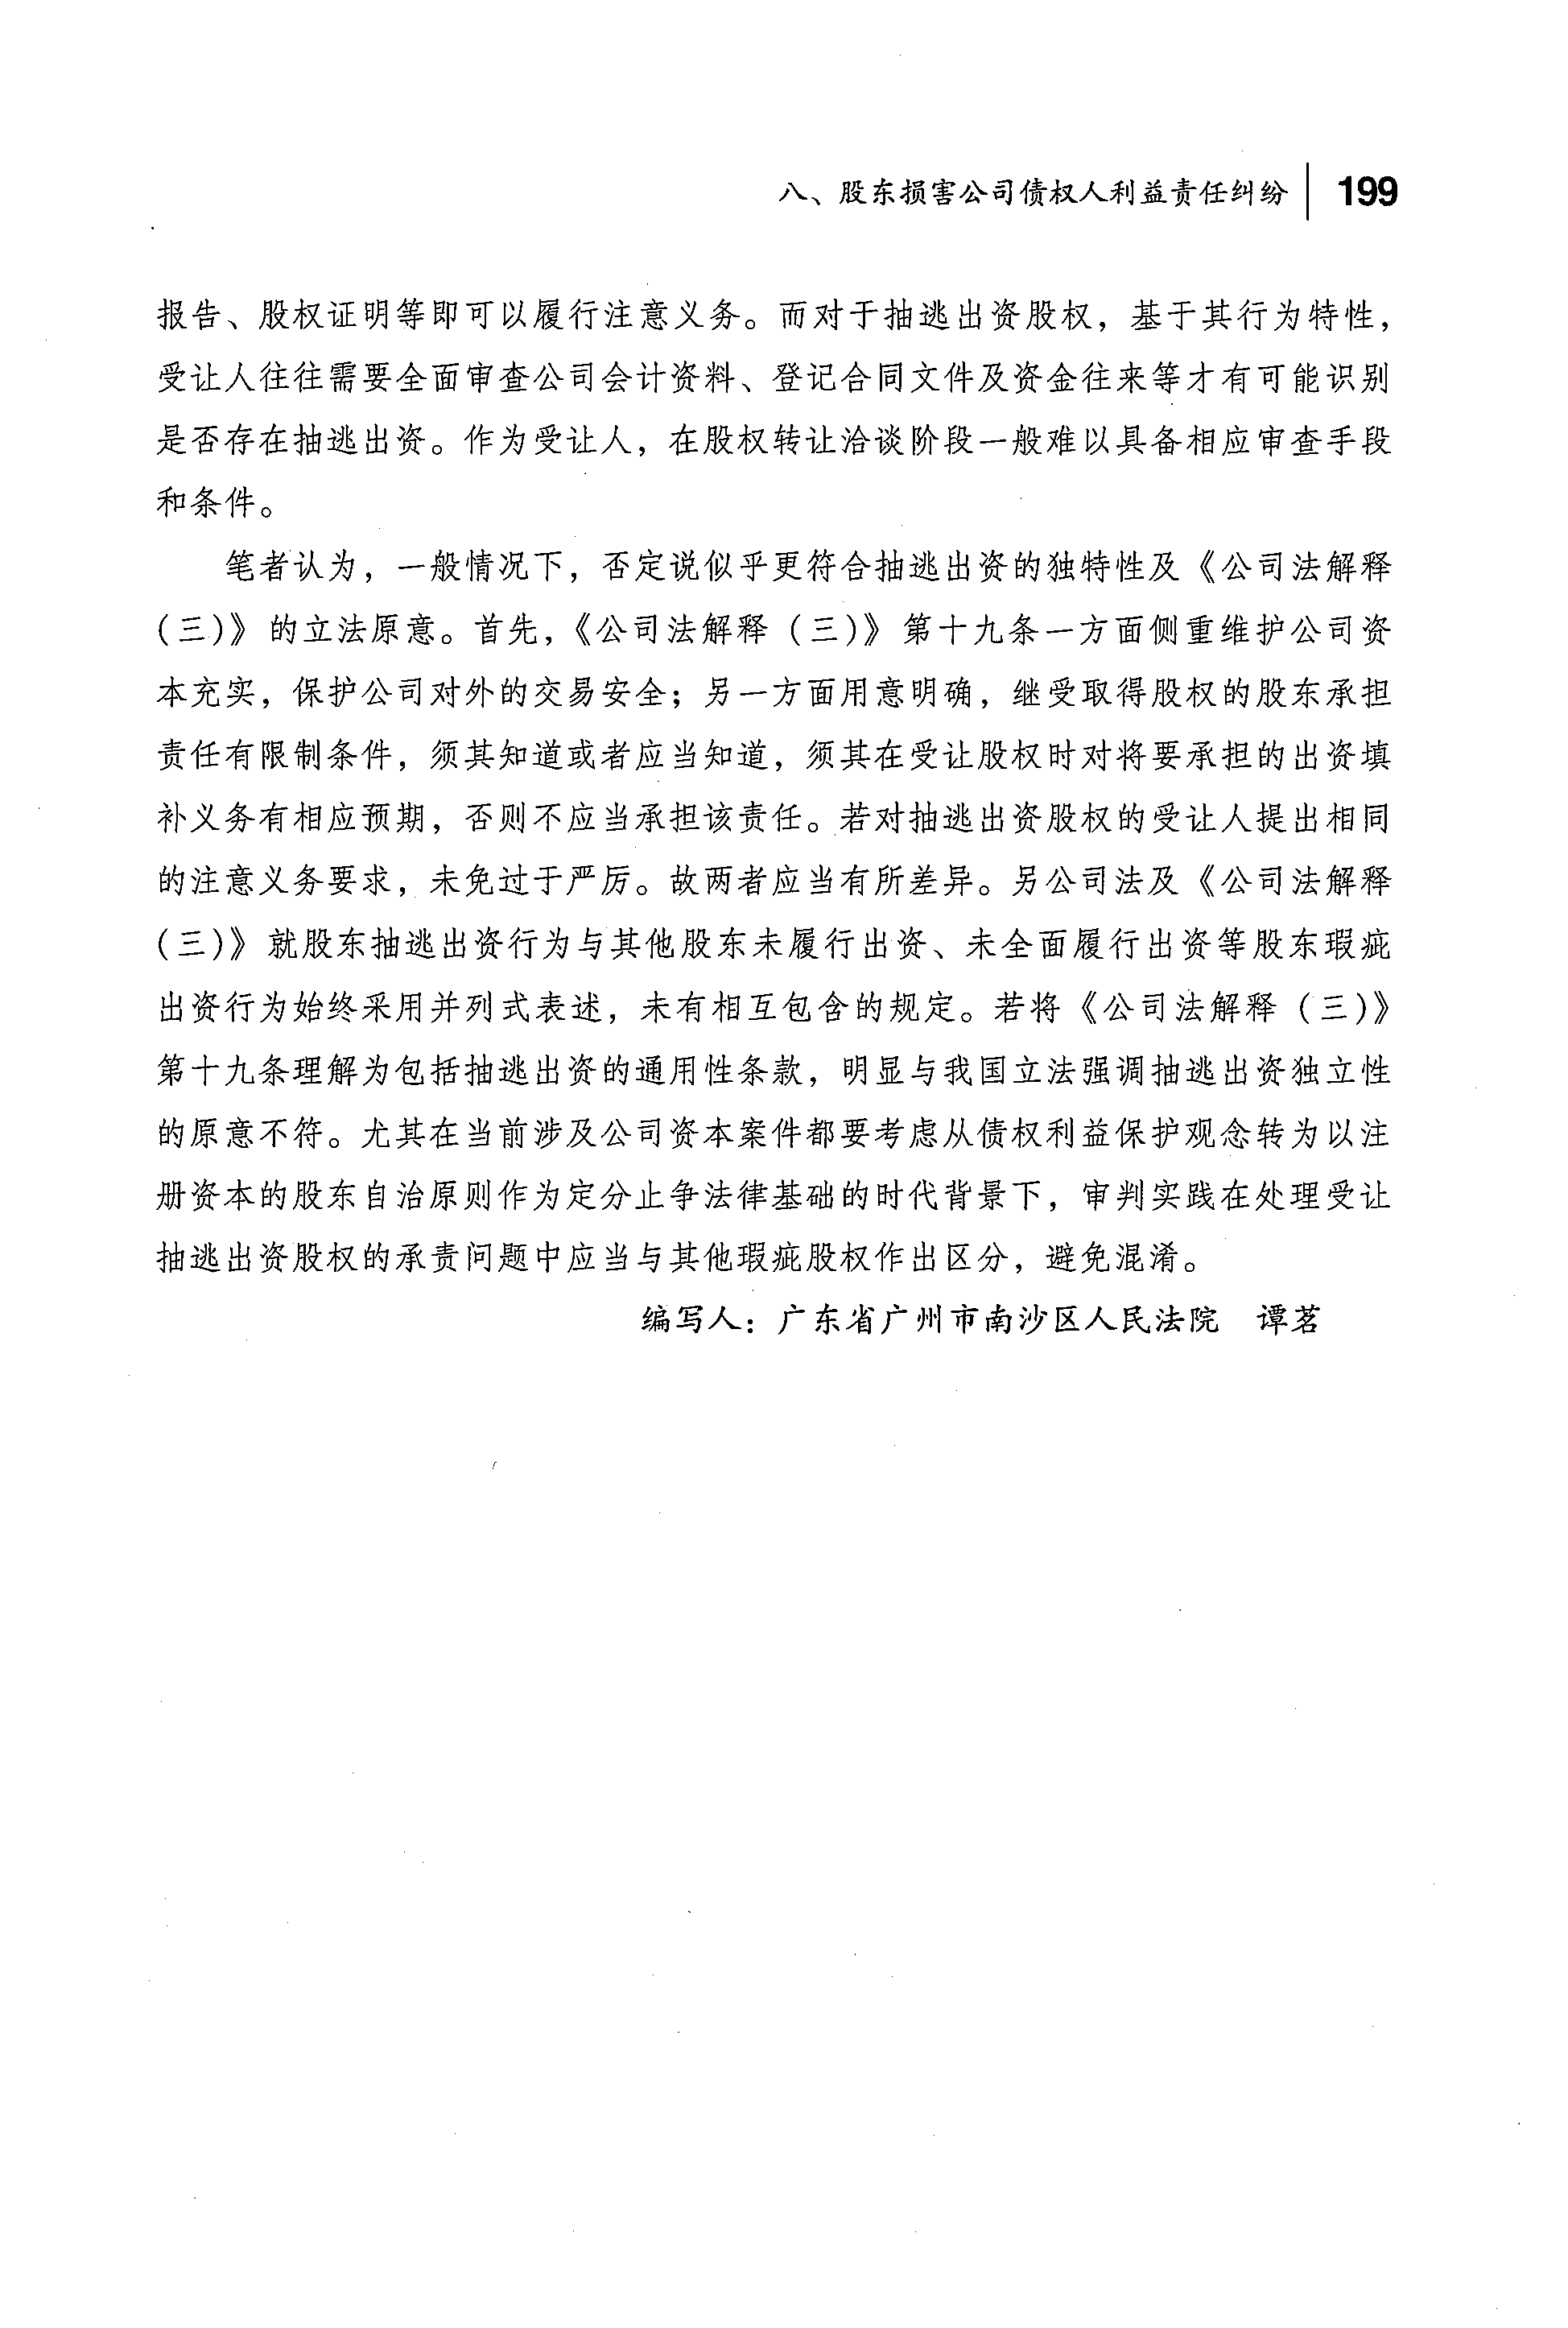 八、股东损害公司债权人利益责任纠纷 199
报告、股权证明等即可以履行注意义务。而对于抽逃出资股权，基于其行为特性，
受让人往往需要全面审查公司会计资料、登记合同文件及资金往来等才有可能识别
是否存在抽逃出资。作为受让人，在股权转让洽谈阶段一般难以具备相应审查手段
和条件。
笔者认为，一般情况下，否定说似乎更符合抽逃出资的独特性及《公司法解释
（三）》的立法原意。首先，《公司法解释（三）》第十九条一方面侧重维护公司资
本充实，保护公司对外的交易安全；另一方面用意明确，继受取得股权的股东承担
责任有限制条件，须其知道或者应当知道，须其在受让股权时对将要承担的出资填
补义务有相应预期，否则不应当承担该责任。若对抽逃出资股权的受让人提出相同
的注意义务要求，未免过于严厉。故两者应当有所差异。另公司法及《公司法解释
（三）》就股东抽逃出资行为与其他股东未履行出资、未全面履行出资等股东瑕疵
出资行为始终采用并列式表述，未有相互包含的规定。若将《公司法解释（三）》
第十九条理解为包括抽逃出资的通用性条款，明显与我国立法强调抽逃出资独立性
的原意不符。尤其在当前涉及公司资本案件都要考虑从债权利益保护观念转为以注
册资本的股东自治原则作为定分止争法律基础的时代背景下，审判实践在处理受让
抽逃出资股权的承责问题中应当与其他瑕疵股权作出区分，避免混淆。
编写人：广东省广州市南沙区人民法院 谭茗